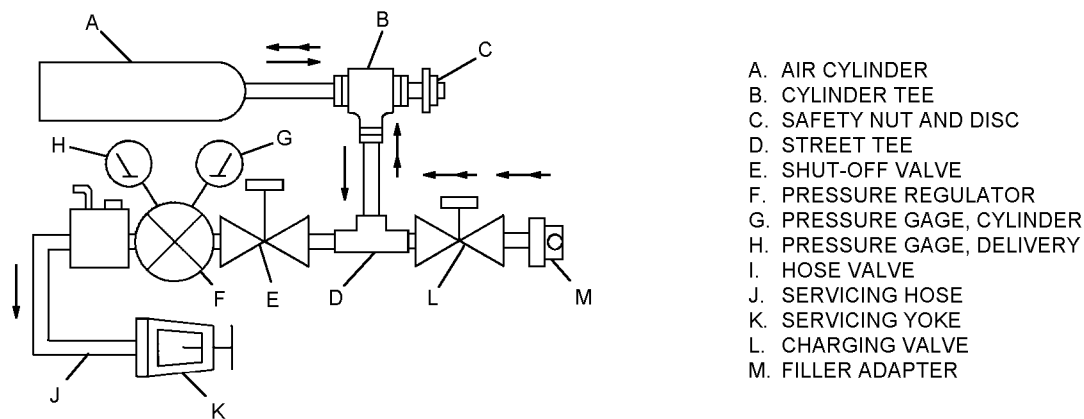 A
B
C
H
G
F
E
D
L
M
J
K
A. AIR CYLINDER
B. CYLINDER TEE
C. SAFETY NUT AND DISC
D. STREET TEE
E. SHUT-OFF VALVE
F. PRESSURE REGULATOR
G. PRESSURE GAGE, CYLINDER
H. PRESSURE GAGE, DELIVERY
I. HOSE VALVE
J. SERVICING HOSE
K. SERVICING YOKE
L. CHARGING VALVE
M. FILLER ADAPTER